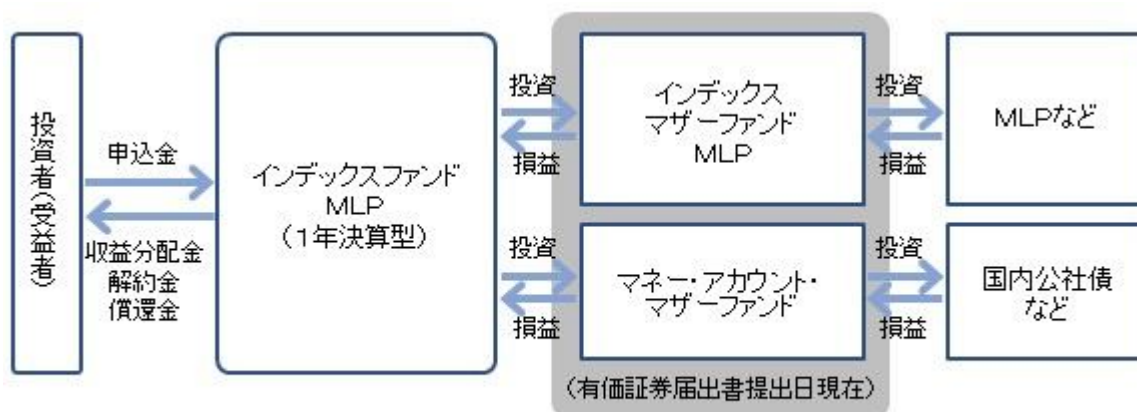 投資者(受益者)
申込金
収益分配金
解約金
償還金
インデックスファンド
MLP
(1年決算型)
投資
損益
投資
損益
インデックス
マザーファンド
MLP
マネー・アカウント・
マザーファンド
(有価証券届出書提出日現在)
投資
損益
投資
損益
MLPなど
国内公社債
など